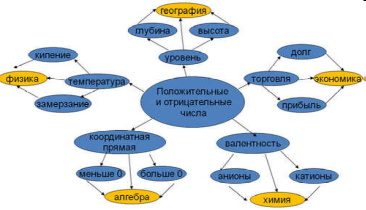 география
глубина
высота
уровень
кипение
долг
физика
температура
торговля
экономика
замерзание
прибыль
Положительные
и отрицательные
числа
координатная
прямая
валентность
меньше 0
больше 0
анионы
катионы
алгебра
химия